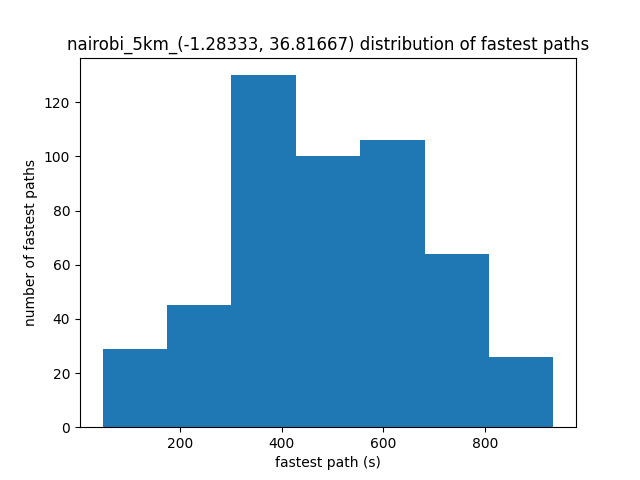 nairobi_5km_(-1.28333, 36.81667) distribution of fastest paths
120
100
80
60
40
20
0
number of fastest paths
200 400 600 800
fastest path (s)